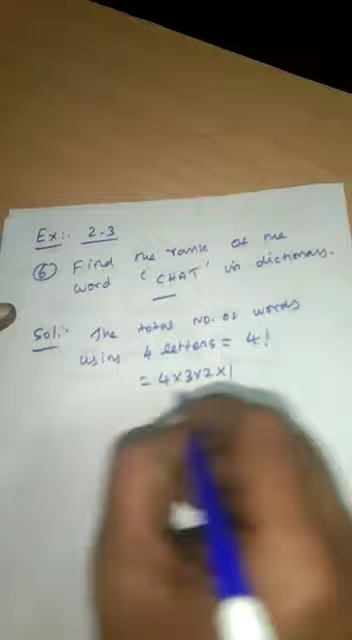 Ex:- 2.3
⑥ Find the rank of the
word 'CHAT' in dictionary.
Sol:- The total no. of words
using 4 letters = 4!
= 4×3×2×1